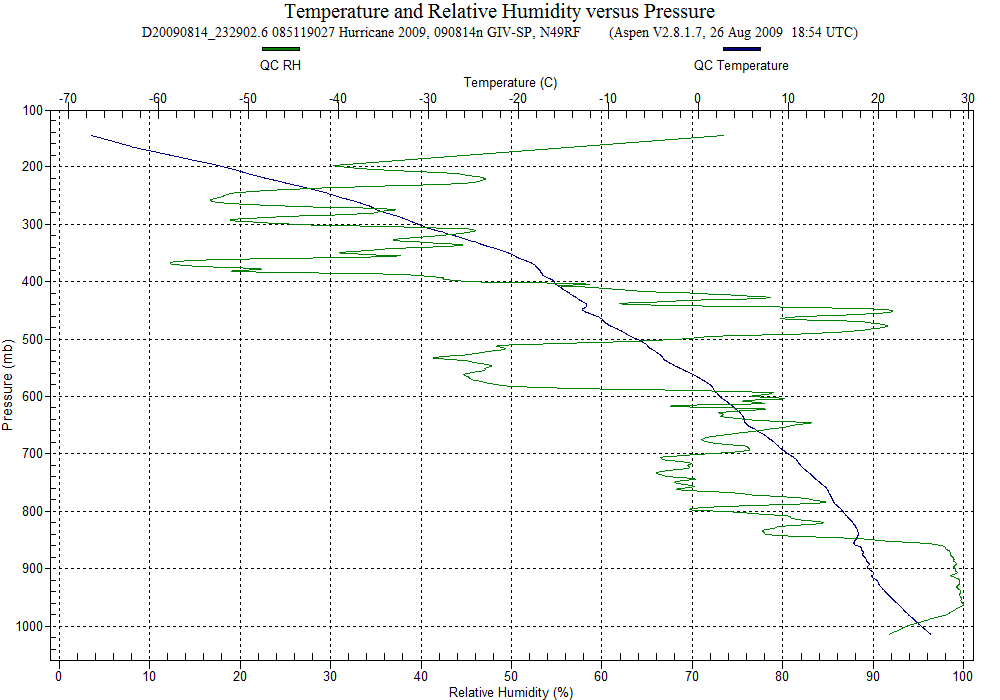 Temperature and Relative Humidity versus Pressure
D20090814_232902.6 085119027 Hurricane 2009, 090814n GIV-SP, N49RF (Aspen V2.8.1.7, 26 Aug 2009 18:54 UTC)
QC RH QC Temperature
Temperature (C)
-70 -60 -50 -40 -30 -20 -10 0 10 20 30
100
200
300
400
500
600
700
800
900
1000
Pressure (mb)
0 10 20 30 40 50 60 70 80 90 100
Relative Humidity (%)